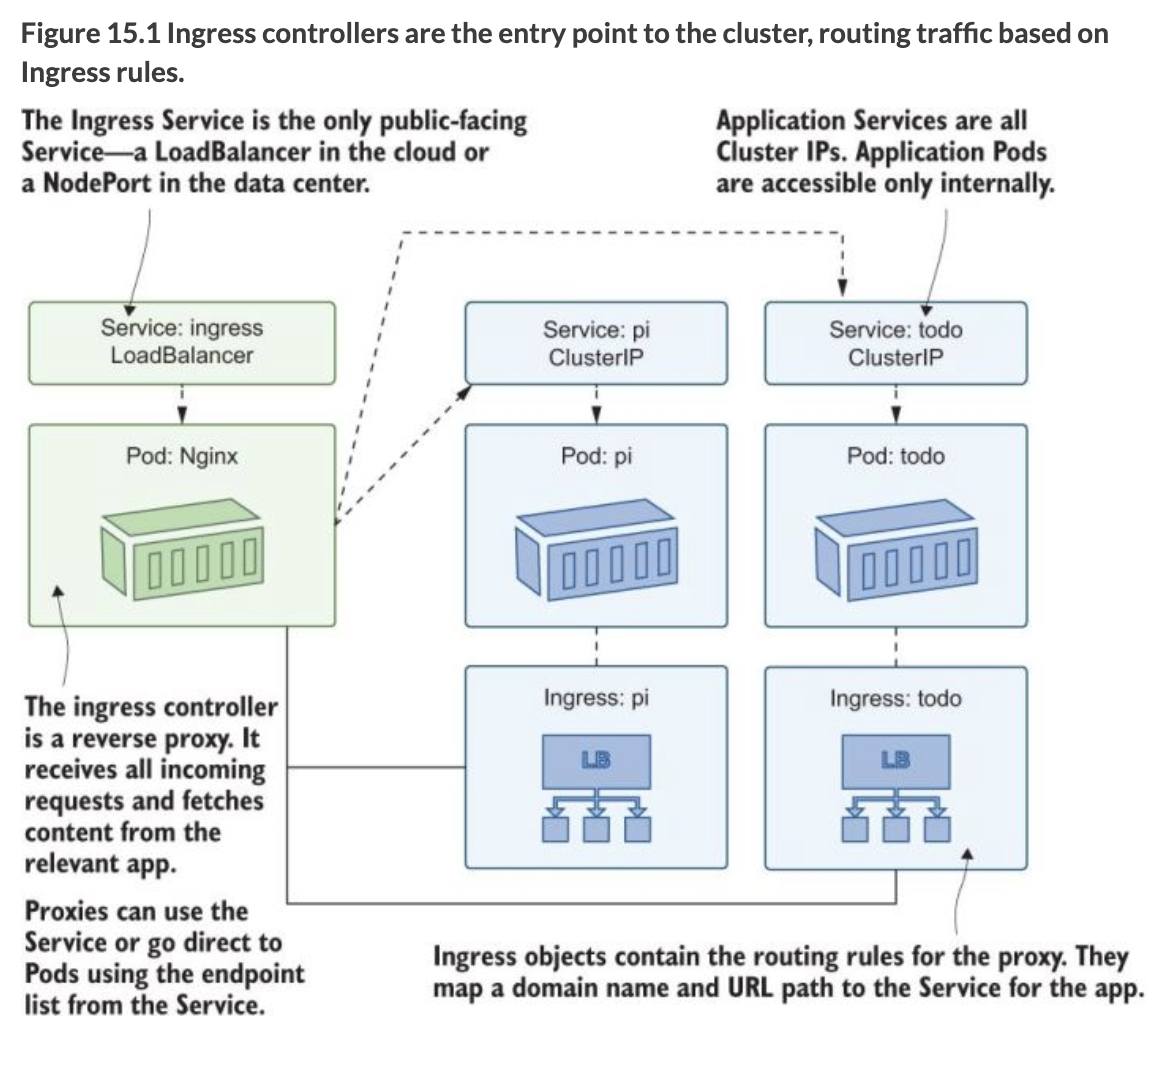 Figure 15.1 Ingress controllers are the entry point to the cluster, routing traffic based on
Ingress rules.
The Ingress Service is the only public-facing
Service—a LoadBalancer in the cloud or
a NodePort in the data center.
Application Services are all
Cluster IPs. Application Pods
are accessible only internally.
Service: ingress
LoadBalancer
Service: pi
ClusterIP
Service: todo
ClusterIP
Pod: Nginx
Pod: pi
Pod: todo
Ingress: pi
LB
Ingress: todo
LB
The ingress controller
is a reverse proxy. It
receives all incoming
requests and fetches
content from the
relevant app.
Proxies can use the
Service or go direct to
Pods using the endpoint
list from the Service.
Ingress objects contain the routing rules for the proxy. They
map a domain name and URL path to the Service for the app.